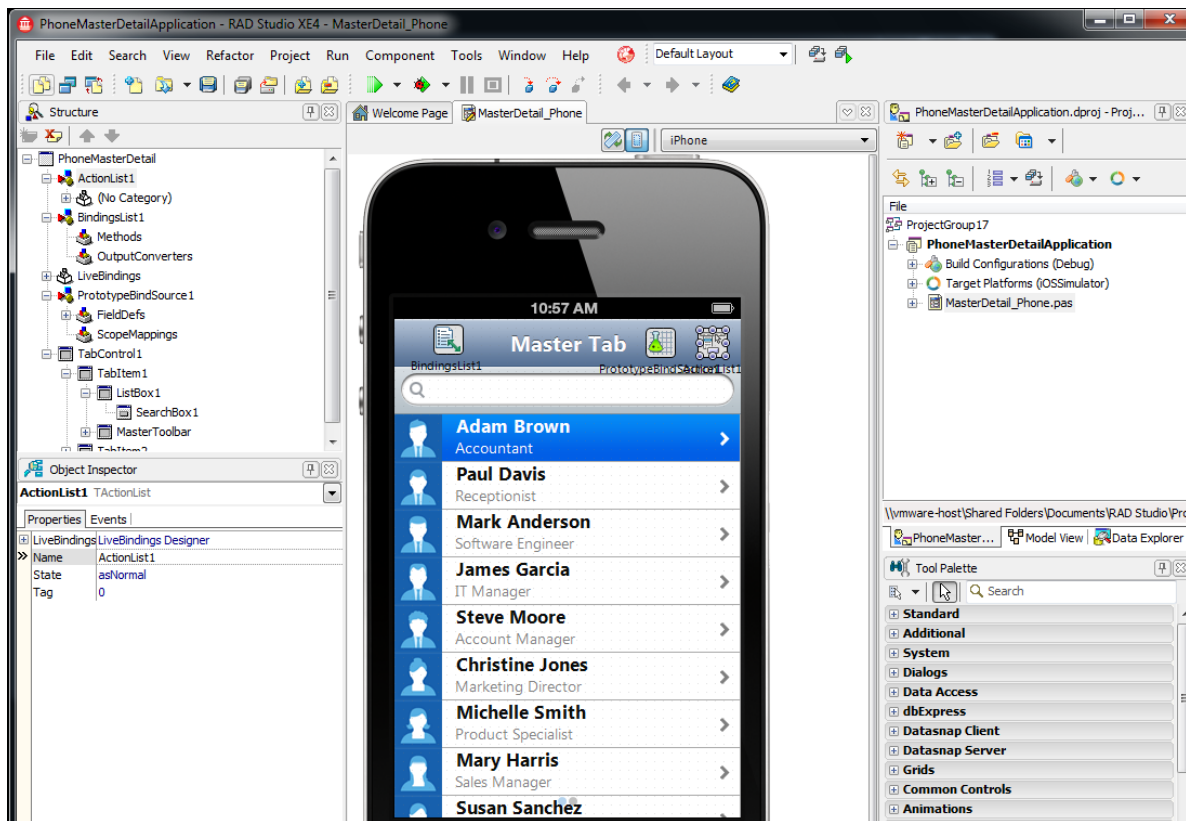 PhoneMasterDetailApplication - RAD Studio XE4 - MasterDetail_Phone
File Edit Search View Refactor Project Run Component Tools Window Help
Default Layout
Structure
PhoneMasterDetail
ActionList1
(No Category)
BindingsList1
Methods
OutputConverters
LiveBindings
PrototypeBindSource1
FieldDefs
ScopeMappings
TabControl1
TabItem1
ListBox1
SearchBox1
MasterToolbar
TabItem2
Object Inspector
ActionList1 TActionList
Properties Events
LiveBindings LiveBindings Designer
Name ActionList1
State asNormal
Tag 0
Welcome Page MasterDetail_Phone
iPhone
10:57 AM
Master Tab
BindingsList1
Adam Brown
Accountant
Paul Davis
Receptionist
Mark Anderson
Software Engineer
James Garcia
IT Manager
Steve Moore
Account Manager
Christine Jones
Marketing Director
Michelle Smith
Product Specialist
Mary Harris
Sales Manager
Susan Sanchez
PhoneMasterDetailApplication.dproj - Proj...
File
ProjectGroup17
PhoneMasterDetailApplication
Build Configurations (Debug)
Target Platforms (iOSSimulator)
MasterDetail_Phone.pas
\\vmware-host\Shared Folders\Documents\RAD Studio\Pro
PhoneMaster... Model View Data Explorer
Tool Palette
Search
Standard
Additional
System
Dialogs
Data Access
dbExpress
Datasnap Client
Datasnap Server
Grids
Common Controls
Animations